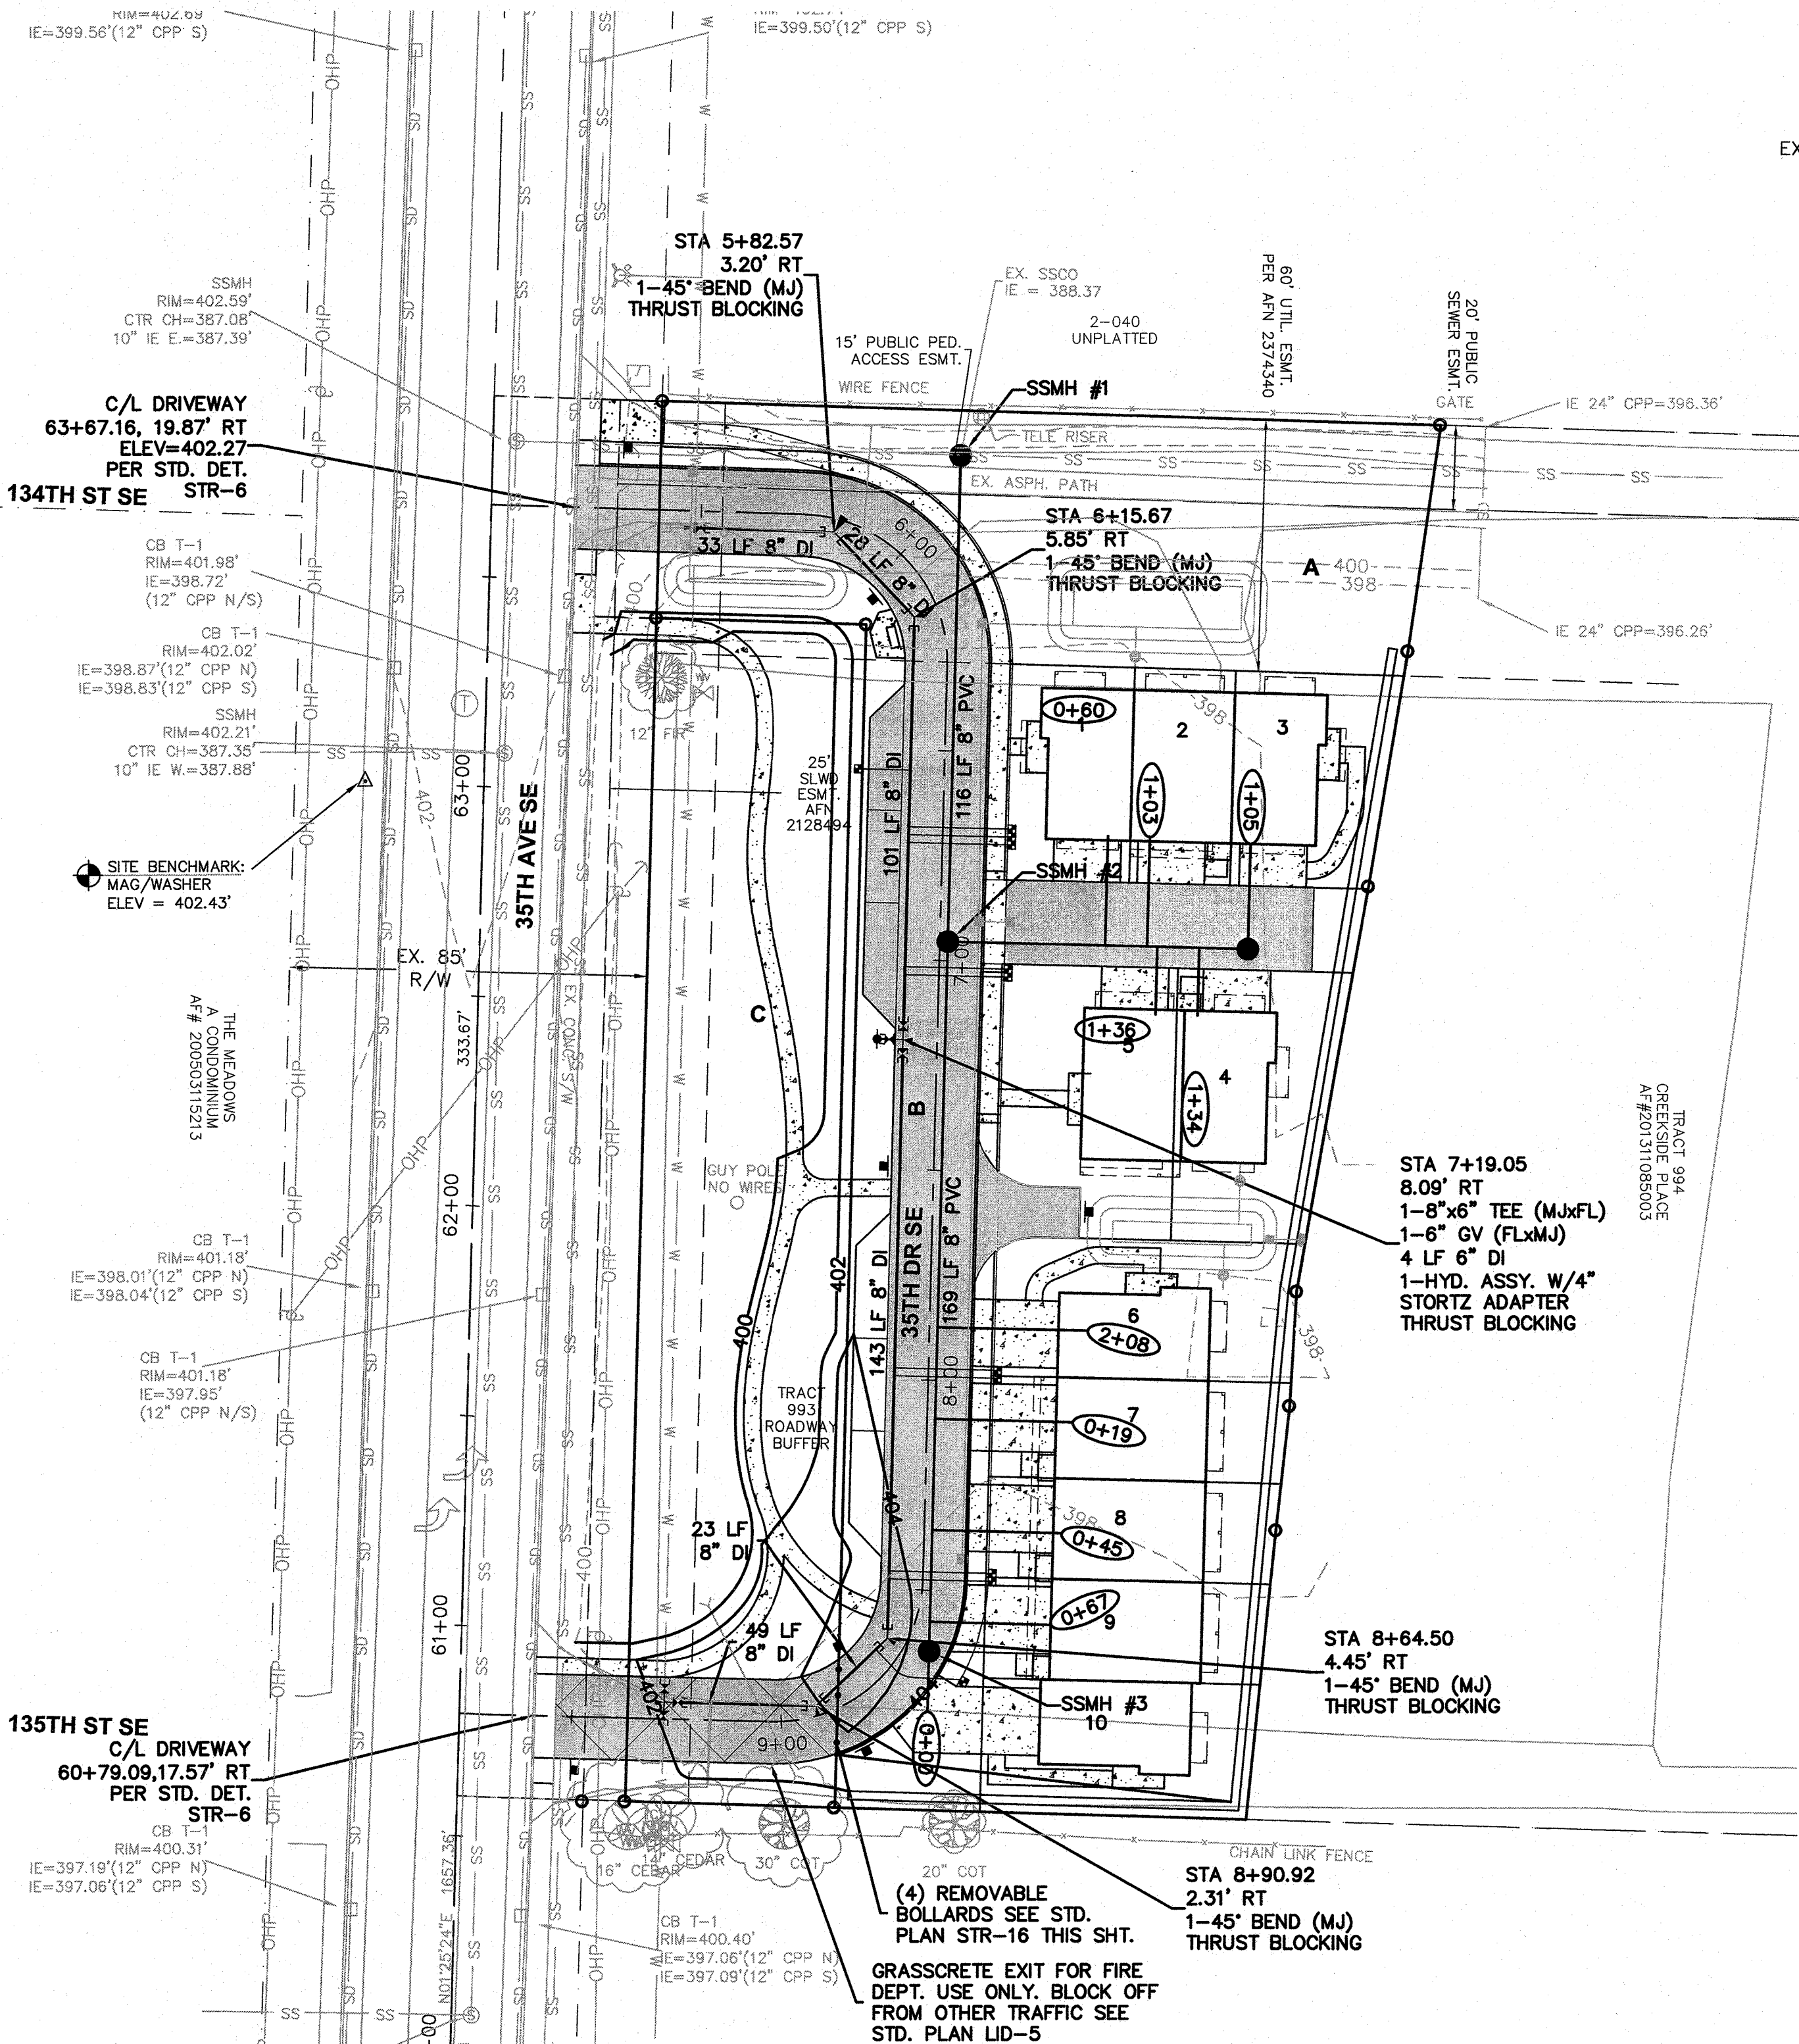 RIM=402.69
IE=399.56'(12" CPP S)
IE=399.50'(12" CPP S)
EX
STA 5+82.57
3.20' RT
1-45° BEND (MJ)
THRUST BLOCKING
SSMH
RIM=402.59'
CTR CH=387.08'
10" IE E.=387.39'
EX. SSCO
IE = 388.37
2-040
UNPLATTED
60' UTIL. ESMT.
PER AFN 2374340
20' PUBLIC
SEWER ESMT.
15' PUBLIC PED.
ACCESS ESMT.
WIRE FENCE
SSMH #1
GATE
IE 24" CPP=396.36'
C/L DRIVEWAY
63+67.16, 19.87' RT
ELEV=402.27
PER STD. DET.
STR-6
134TH ST SE
TELE RISER
EX. ASPH. PATH
STA 6+15.67
5.85' RT
1-45° BEND (MJ)
THRUST BLOCKING
6+00
33 LF 8" DI
28 LF 8" DI
A
400
398
400
IE 24" CPP=396.26'
CB T-1
RIM=401.98'
IE=398.72'
(12" CPP N/S)
CB T-1
RIM=402.02'
IE=398.87'(12" CPP N)
IE=398.83'(12" CPP S)
SSMH
RIM=402.21'
CTR CH=387.35'
10" IE W.=387.88'
12" FIR
WV
0+60
1
2
3
398
1+03
1+05
63+00
402
35TH AVE SE
25'
SLWD
ESMT.
AFN
2128494
101 LF 8" DI
116 LF 8" PVC
SITE BENCHMARK:
MAG/WASHER
ELEV = 402.43'
SSMH #2
EX. 85'
R/W
7+00
THE MEADOWS
A CONDOMINIUM
AF# 200503115213
333.67'
EX CONC S/W
C
1+36
5
4
1+34
B
TRACT 994
CREEKSIDE PLACE
AF#201311085003
GUY POLE
NO WIRES
62+00
STA 7+19.05
8.09' RT
1-8"x6" TEE (MJxFL)
1-6" GV (FLxMJ)
4 LF 6" DI
1-HYD. ASSY. W/4"
STORTZ ADAPTER
THRUST BLOCKING
CB T-1
RIM=401.18'
IE=398.01'(12" CPP N)
IE=398.04'(12" CPP S)
402
400
143 LF 8" DI
35TH DR SE
169 LF 8" PVC
6
2+08
398
CB T-1
RIM=401.18'
IE=397.95'
(12" CPP N/S)
TRACT
993
ROADWAY
BUFFER
8+00
7
0+19
404
8
398
0+45
23 LF
8" DI
400
0+67
9
61+00
49 LF
8" DI
STA 8+64.50
4.45' RT
1-45° BEND (MJ)
THRUST BLOCKING
402
SSMH #3
10
135TH ST SE
C/L DRIVEWAY
60+79.09,17.57' RT
PER STD. DET.
STR-6
9+00
0+00
CB T-1
RIM=400.31'
IE=397.19'(12" CPP N)
IE=397.06'(12" CPP S)
16" CEDAR
14" CEDAR
30" COT
20" COT
CHAIN LINK FENCE
STA 8+90.92
2.31' RT
1-45° BEND (MJ)
THRUST BLOCKING
(4) REMOVABLE
BOLLARDS SEE STD.
PLAN STR-16 THIS SHT.
N01°25'24"E 1657.36'
CB T-1
RIM=400.40'
IE=397.06'(12" CPP N)
IE=397.09'(12" CPP S)
GRASSCRETE EXIT FOR FIRE
DEPT. USE ONLY. BLOCK OFF
FROM OTHER TRAFFIC SEE
STD. PLAN LID-5